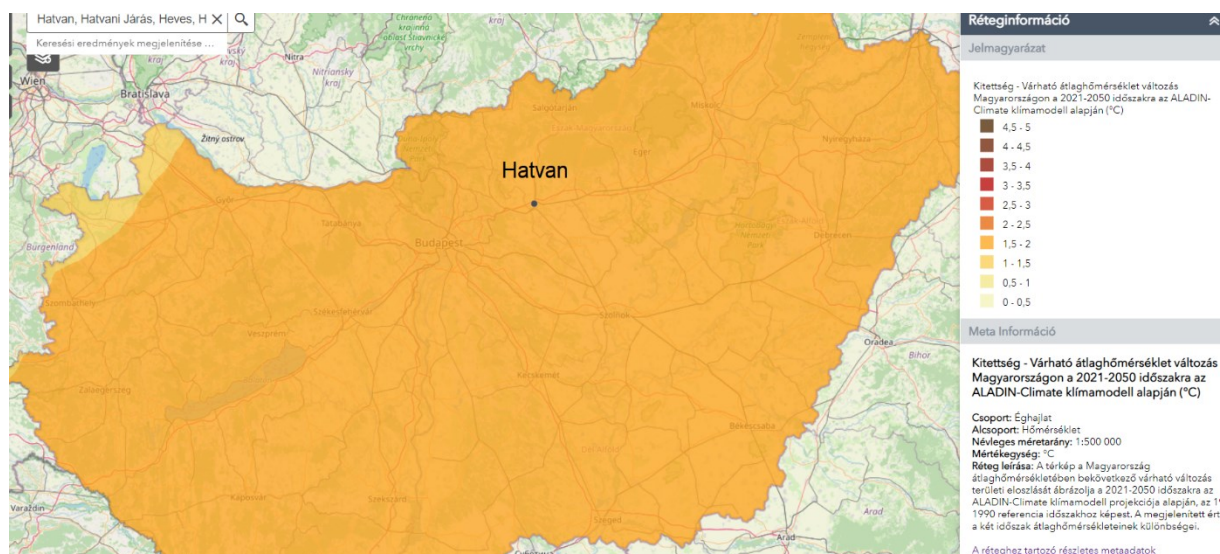 Hatvan, Hatvani Járás, Heves, H
Keresési eredmények megjelenítése ...
Wien
Bratislava
Nitra
Nitriansky
kraj
Žitný ostrov
Burgenland
Győr
Tatabánya
Budapest
Hatvan
Salgótarján
Eger
Miskolc
Nyíregyháza
Debrecen
Szombathely
Veszprém
Székesfehérvár
Zalaegerszeg
Kaposvár
Szekszárd
Kecskemét
Szolnok
Békéscsaba
Szeged
Oradea
Bihor
Arad
Arad
Varaždin
Réteginformáció
Jelmagyarázat
Kitettség - Várható átlaghőmérséklet változás
Magyarországon a 2021-2050 időszakra az ALADIN-
Climate klímamodell alapján (°C)
4,5 - 5
4 - 4,5
3,5 - 4
3 - 3,5
2,5 - 3
2 - 2,5
1,5 - 2
1 - 1,5
0,5 - 1
0 - 0,5
Meta Információ
Kitettség - Várható átlaghőmérséklet változás
Magyarországon a 2021-2050 időszakra az
ALADIN-Climate klímamodell alapján (°C)
Csoport: Éghajlat
Alcsoport: Hőmérséklet
Névleges méretarány: 1:500 000
Mértékegység: °C
Réteg leírása: A térkép a Magyarország
átlaghőmérsékletében bekövetkező várható változás
területi eloszlását ábrázolja a 2021-2050 időszakra az
ALADIN-Climate klímamodell projekciója alapján, az 19
1990 referencia időszakhoz képest. A megjelenített ért
a két időszak átlaghőmérsékleteinek különbségei.
A réteghez tartozó részletes metaadatok